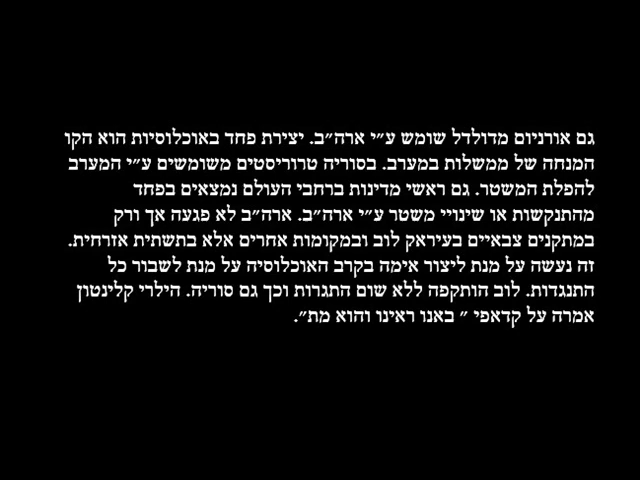 גם אורניום מדולדל שומש ע״י ארה״ב. יצירת פחד באוכלוסיות הוא הקו
המנחה של ממשלות במערב. בסוריה טרוריסטים משומשים ע״י המערב
להפלת המשטר. גם ראשי מדינות ברחבי העולם נמצאים בפחד
מהתנקשות או שינויי משטר ע״י ארה״ב. ארה״ב לא פגעה אך ורק
במתקנים צבאיים בעיראק לוב ובמקומות אחרים אלא בתשתית אזרחית.
זה נעשה על מנת ליצור אימה בקרב האוכלוסיה על מנת לשבור כל
התנגדות. לוב הותקפה ללא שום התגרות וכך גם סוריה. הילרי קלינטון
אמרה על קדאפי ״ באנו ראינו והוא מת״.